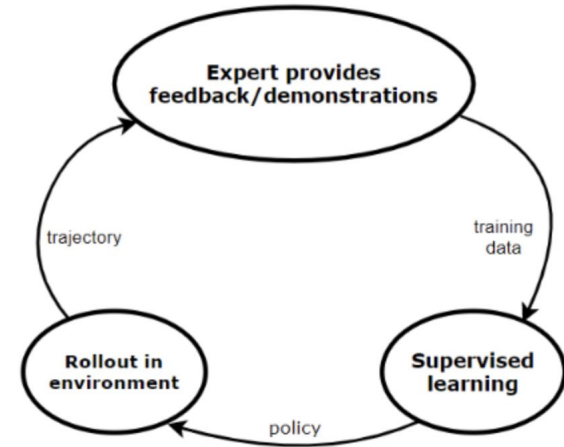 Expert provides
feedback/demonstrations
trajectory
training
data
Rollout in
environment
Supervised
learning
policy